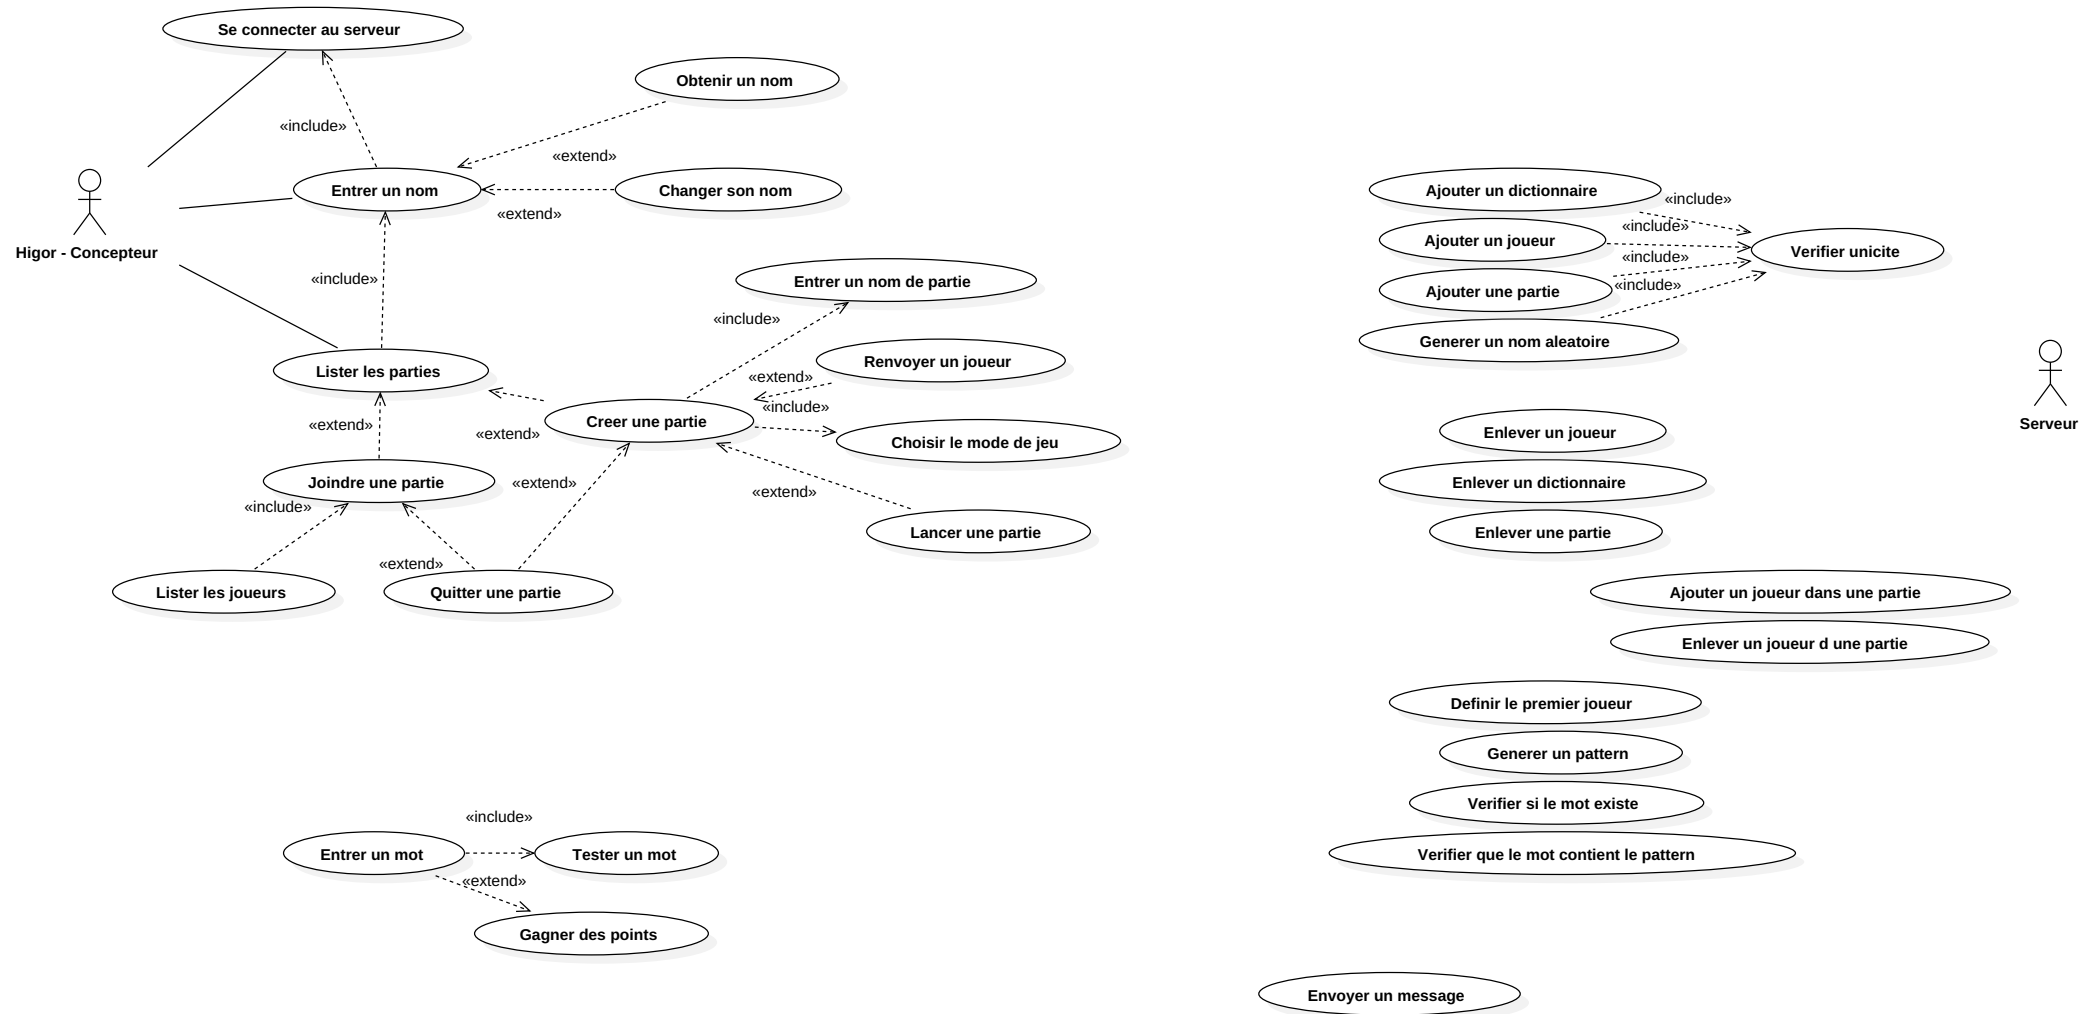 Se connecter au serveur
Obtenir un nom
«include»
«extend»
Entrer un nom
Changer son nom
«extend»
Higor - Concepteur
«include»
Entrer un nom de partie
«include»
Renvoyer un joueur
Lister les parties
«extend»
«include»
Creer une partie
«extend»
«extend»
Choisir le mode de jeu
Joindre une partie
«extend»
«extend»
«include»
Lancer une partie
«extend»
Lister les joueurs
Quitter une partie
«include»
Entrer un mot
Tester un mot
«extend»
Gagner des points
Ajouter un dictionnaire
«include»
«include»
Ajouter un joueur
Verifier unicite
«include»
Ajouter une partie
«include»
Generer un nom aleatoire
Serveur
Enlever un joueur
Enlever un dictionnaire
Enlever une partie
Ajouter un joueur dans une partie
Enlever un joueur d une partie
Definir le premier joueur
Generer un pattern
Verifier si le mot existe
Verifier que le mot contient le pattern
Envoyer un message